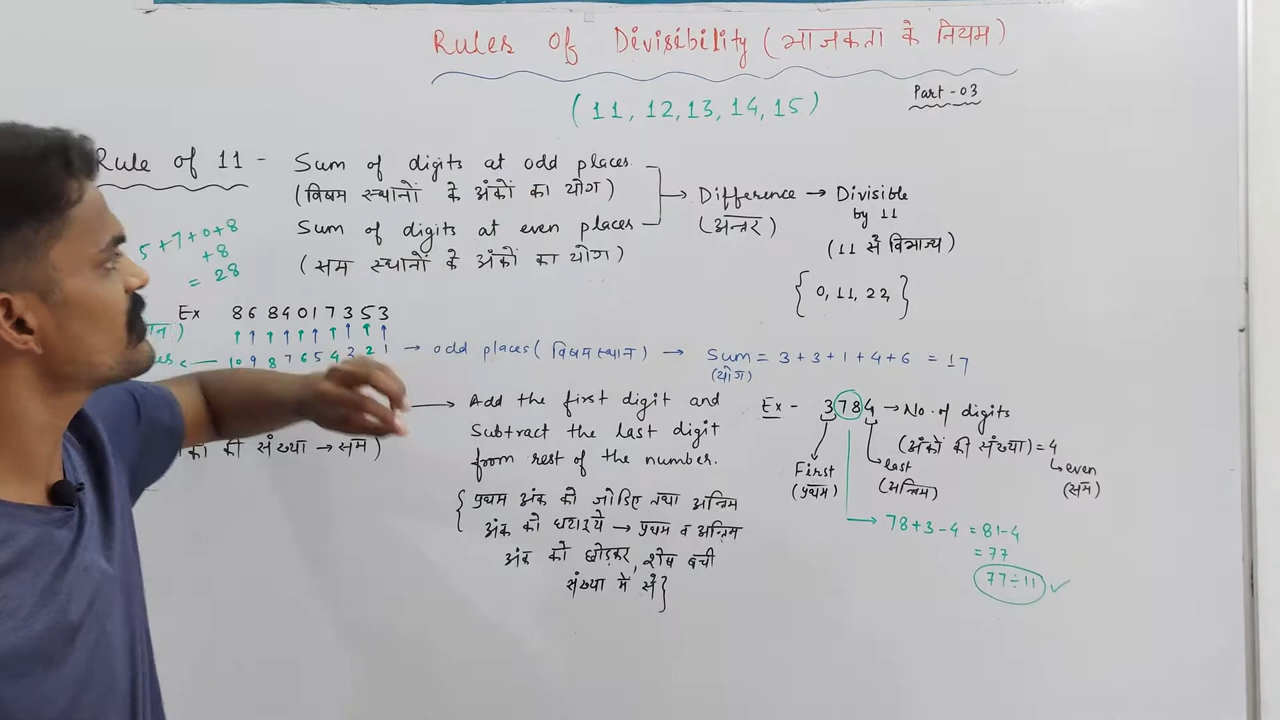 Rules Of Divisibility (भाजकता के नियम)
Part-03
(11, 12, 13, 14, 15)
Rule of 11 -
Sum of digits at odd places.
(विषम स्थानों के अंकों का योग)
Sum of digits at even places
(सम स्थानों के अंकों का योग)
→ Difference → Divisible
(अन्तर)
by 11
(11 से विभाज्य)
{0, 11, 22}
5+7+0+8
+8
= 28
Ex 8684017353
10 9 8 7 6 5 4 3 2 1
→ odd places (विषम स्थान) → Sum = 3+3+1+4+6 = 17
(योग)
की संख्या → सम)
→ Add the first digit and
Subtract the last digit
from rest of the number.
{प्रथम अंक को जोडिए तथा अन्तिम
अंक को घटाइये → प्रथम व अन्तिम
अंक को छोड़कर, शेष बची
संख्या में से}
Ex - 3784 → No. of digits
(अंकों की संख्या) = 4
even
(सम)
First
(प्रथम)
last
(अन्तिम)
→ 78+3-4 = 81-4
= 77
77÷11 ✓